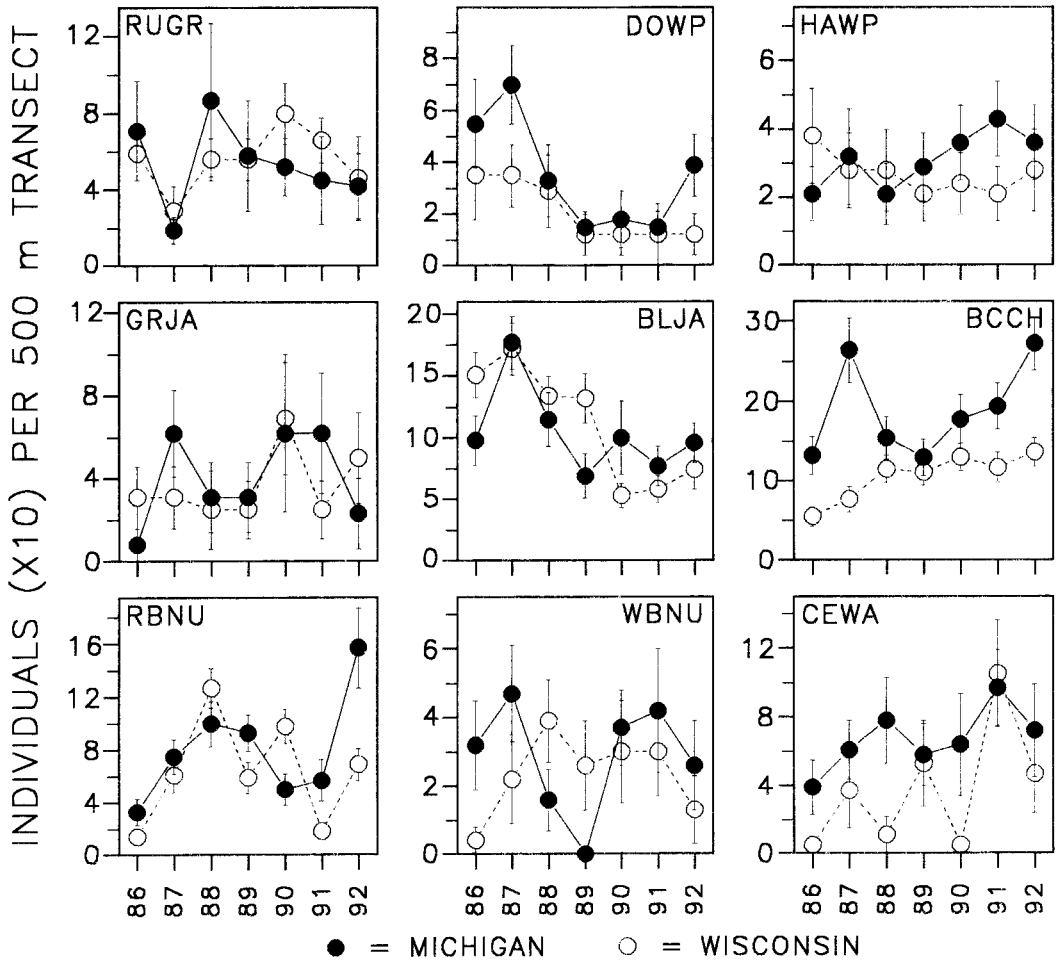 INDIVIDUALS (X10) PER 500 m TRANSECT
RUGR
12
8
4
0
DOWP
8
6
4
2
0
HAWP
6
4
2
0
GRJA
12
8
4
0
BLJA
20
15
10
5
0
BCCH
30
20
10
0
RBNU
16
12
8
4
0
WBNU
6
4
2
0
CEWA
12
8
4
0
86 87 88 89 90 91 92
86 87 88 89 90 91 92
86 87 88 89 90 91 92
= MICHIGAN = WISCONSIN